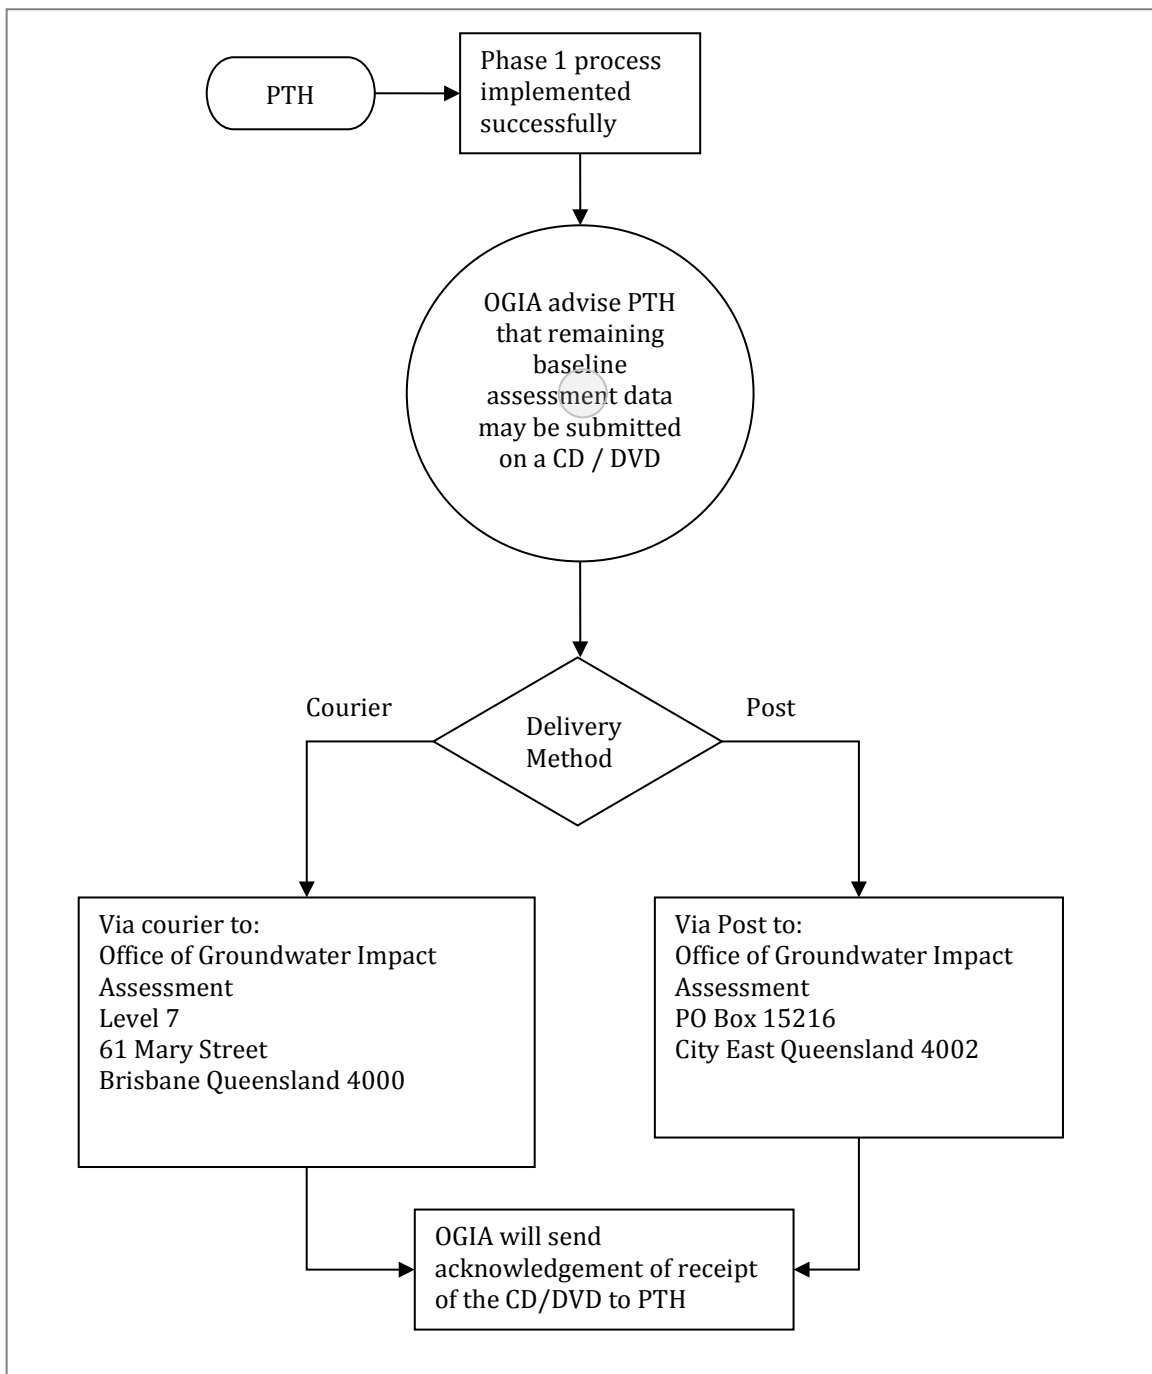 PTH
Phase 1 process
implemented
successfully
OGIA advise PTH
that remaining
baseline
assessment data
may be submitted
on a CD / DVD
Courier
Delivery
Method
Post
Via courier to:
Office of Groundwater Impact
Assessment
Level 7
61 Mary Street
Brisbane Queensland 4000
Via Post to:
Office of Groundwater Impact
Assessment
PO Box 15216
City East Queensland 4002
OGIA will send
acknowledgement of receipt
of the CD/DVD to PTH